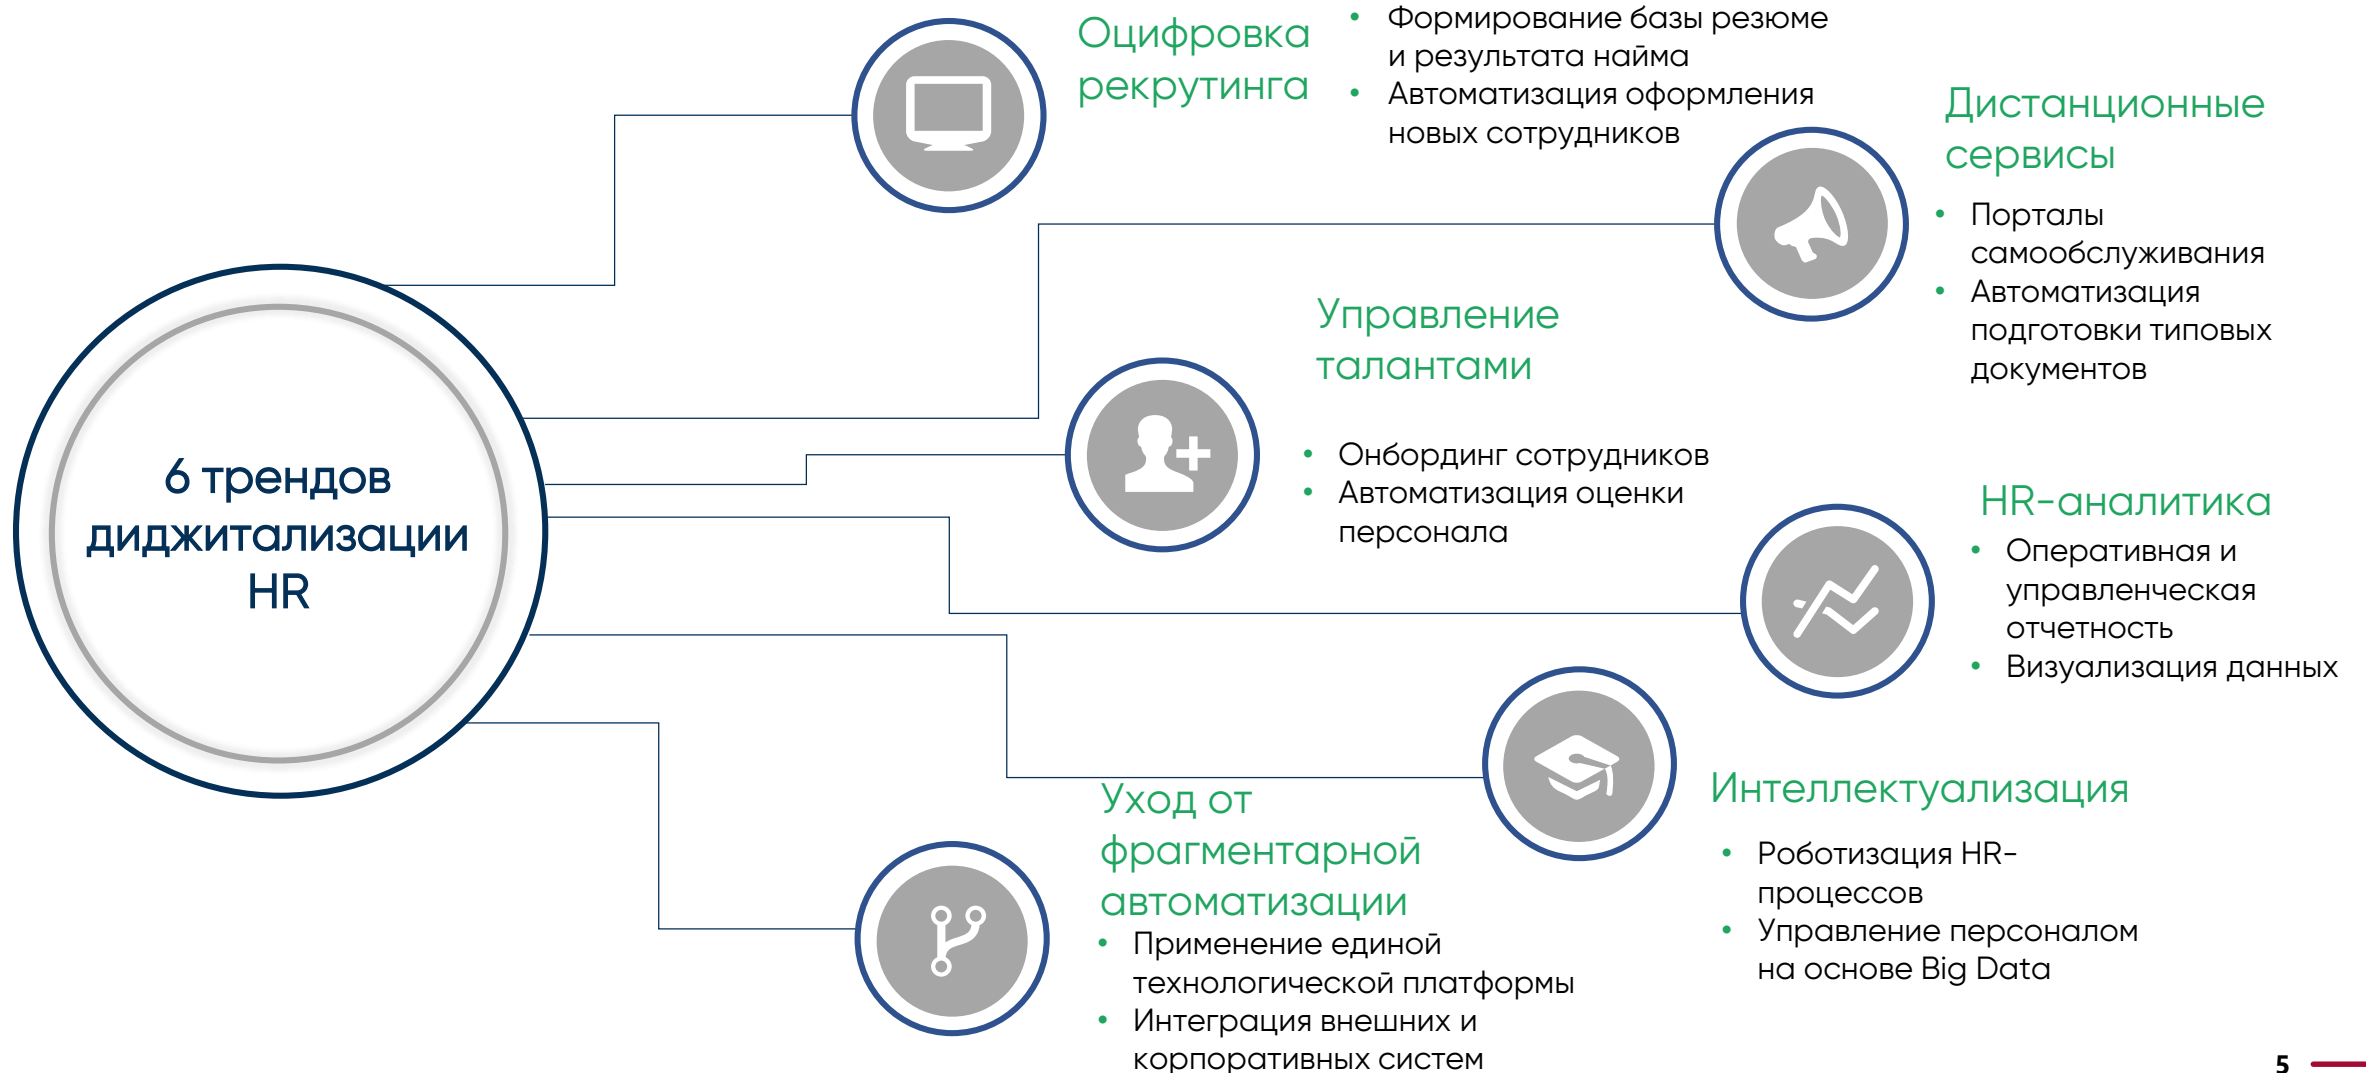 Оцифровка
рекрутинга
• Формирование базы резюме
и результата найма
• Автоматизация оформления
новых сотрудников
Дистанционные
сервисы
• Порталы
самообслуживания
• Автоматизация
подготовки типовых
документов
Управление
талантами
• Онбординг сотрудников
• Автоматизация оценки
персонала
6 трендов
диджитализации
HR
HR-аналитика
• Оперативная и
управленческая
отчетность
• Визуализация данных
Интеллектуализация
• Роботизация HR-
процессов
• Управление персоналом
на основе Big Data
Уход от
фрагментарной
автоматизации
• Применение единой
технологической платформы
• Интеграция внешних и
корпоративных систем
5